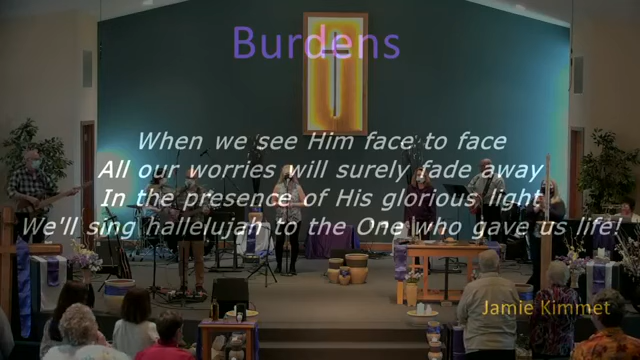 Burdens
When we see Him face to face
All our worries will surely fade away
In the presence of His glorious light
We'll sing hallelujah to the One who gave us life!
Jamie Kimmet